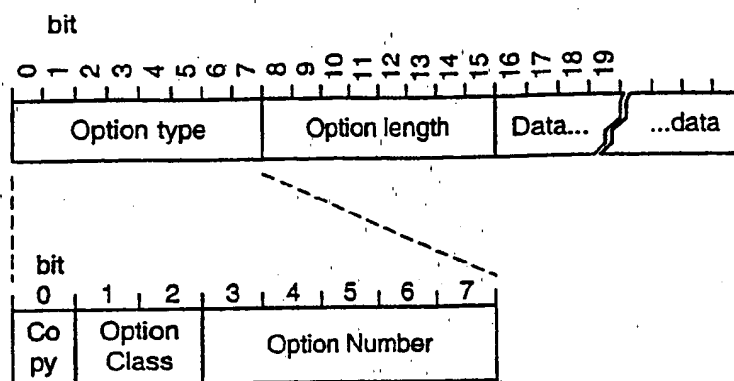 bit
0 1 2 3 4 5 6 7 8 9 10 11 12 13 14 15 16 17 18 19
Option type Option length Data... ...data
bit
0 1 2 3 4 5 6 7
Co
py
Option
Class
Option Number